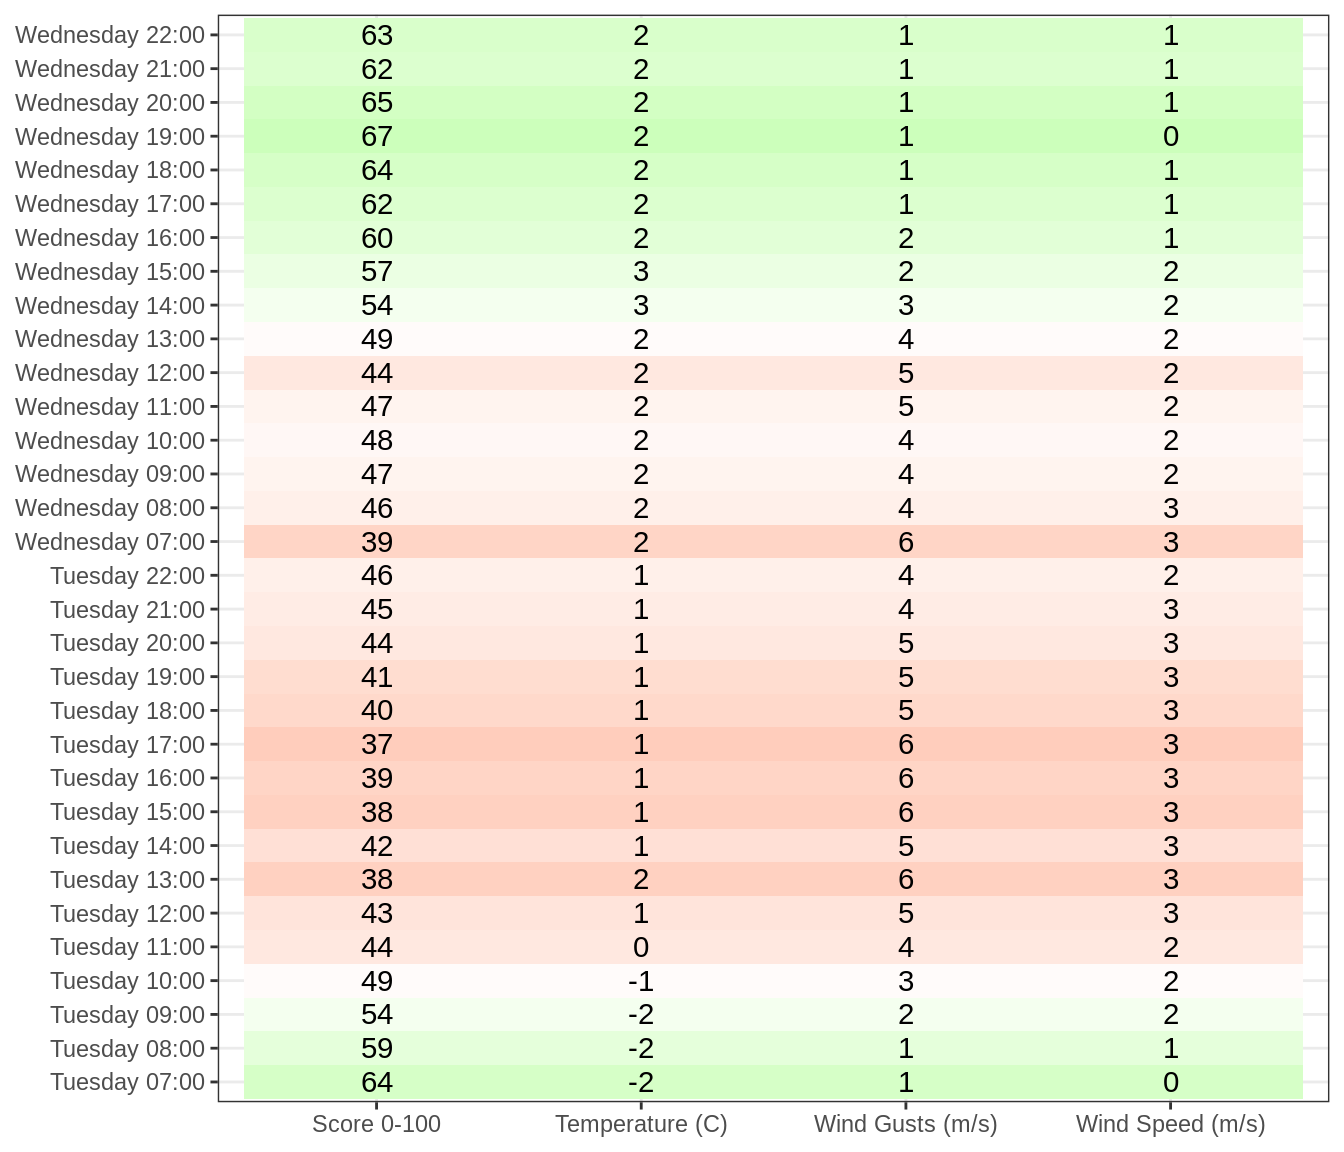 Wednesday 22:00 63 2 1 1
Wednesday 21:00 62 2 1 1
Wednesday 20:00 65 2 1 1
Wednesday 19:00 67 2 1 0
Wednesday 18:00 64 2 1 1
Wednesday 17:00 62 2 1 1
Wednesday 16:00 60 2 2 1
Wednesday 15:00 57 3 2 2
Wednesday 14:00 54 3 3 2
Wednesday 13:00 49 2 4 2
Wednesday 12:00 44 2 5 2
Wednesday 11:00 47 2 5 2
Wednesday 10:00 48 2 4 2
Wednesday 09:00 47 2 4 2
Wednesday 08:00 46 2 4 3
Wednesday 07:00 39 2 6 3
Tuesday 22:00 46 1 4 2
Tuesday 21:00 45 1 4 3
Tuesday 20:00 44 1 5 3
Tuesday 19:00 41 1 5 3
Tuesday 18:00 40 1 5 3
Tuesday 17:00 37 1 6 3
Tuesday 16:00 39 1 6 3
Tuesday 15:00 38 1 6 3
Tuesday 14:00 42 1 5 3
Tuesday 13:00 38 2 6 3
Tuesday 12:00 43 1 5 3
Tuesday 11:00 44 0 4 2
Tuesday 10:00 49 -1 3 2
Tuesday 09:00 54 -2 2 2
Tuesday 08:00 59 -2 1 1
Tuesday 07:00 64 -2 1 0
Score 0-100 Temperature (C) Wind Gusts (m/s) Wind Speed (m/s)